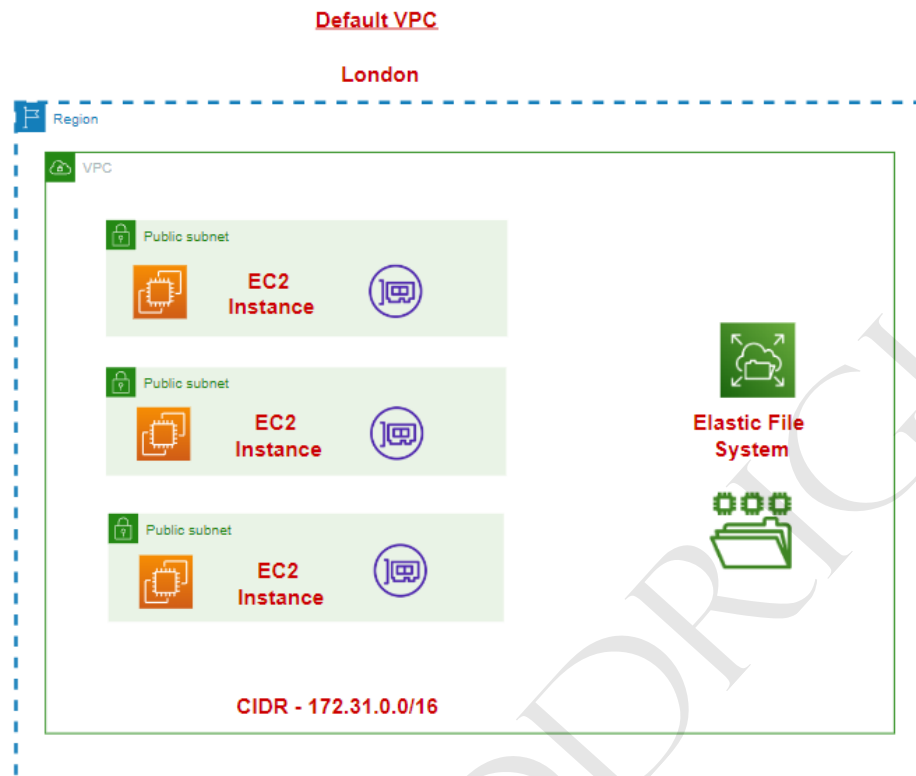 Default VPC
London
Region
VPC
Public subnet
EC2
Instance
Public subnet
EC2
Instance
Public subnet
EC2
Instance
Elastic File
System
CIDR - 172.31.0.0/16